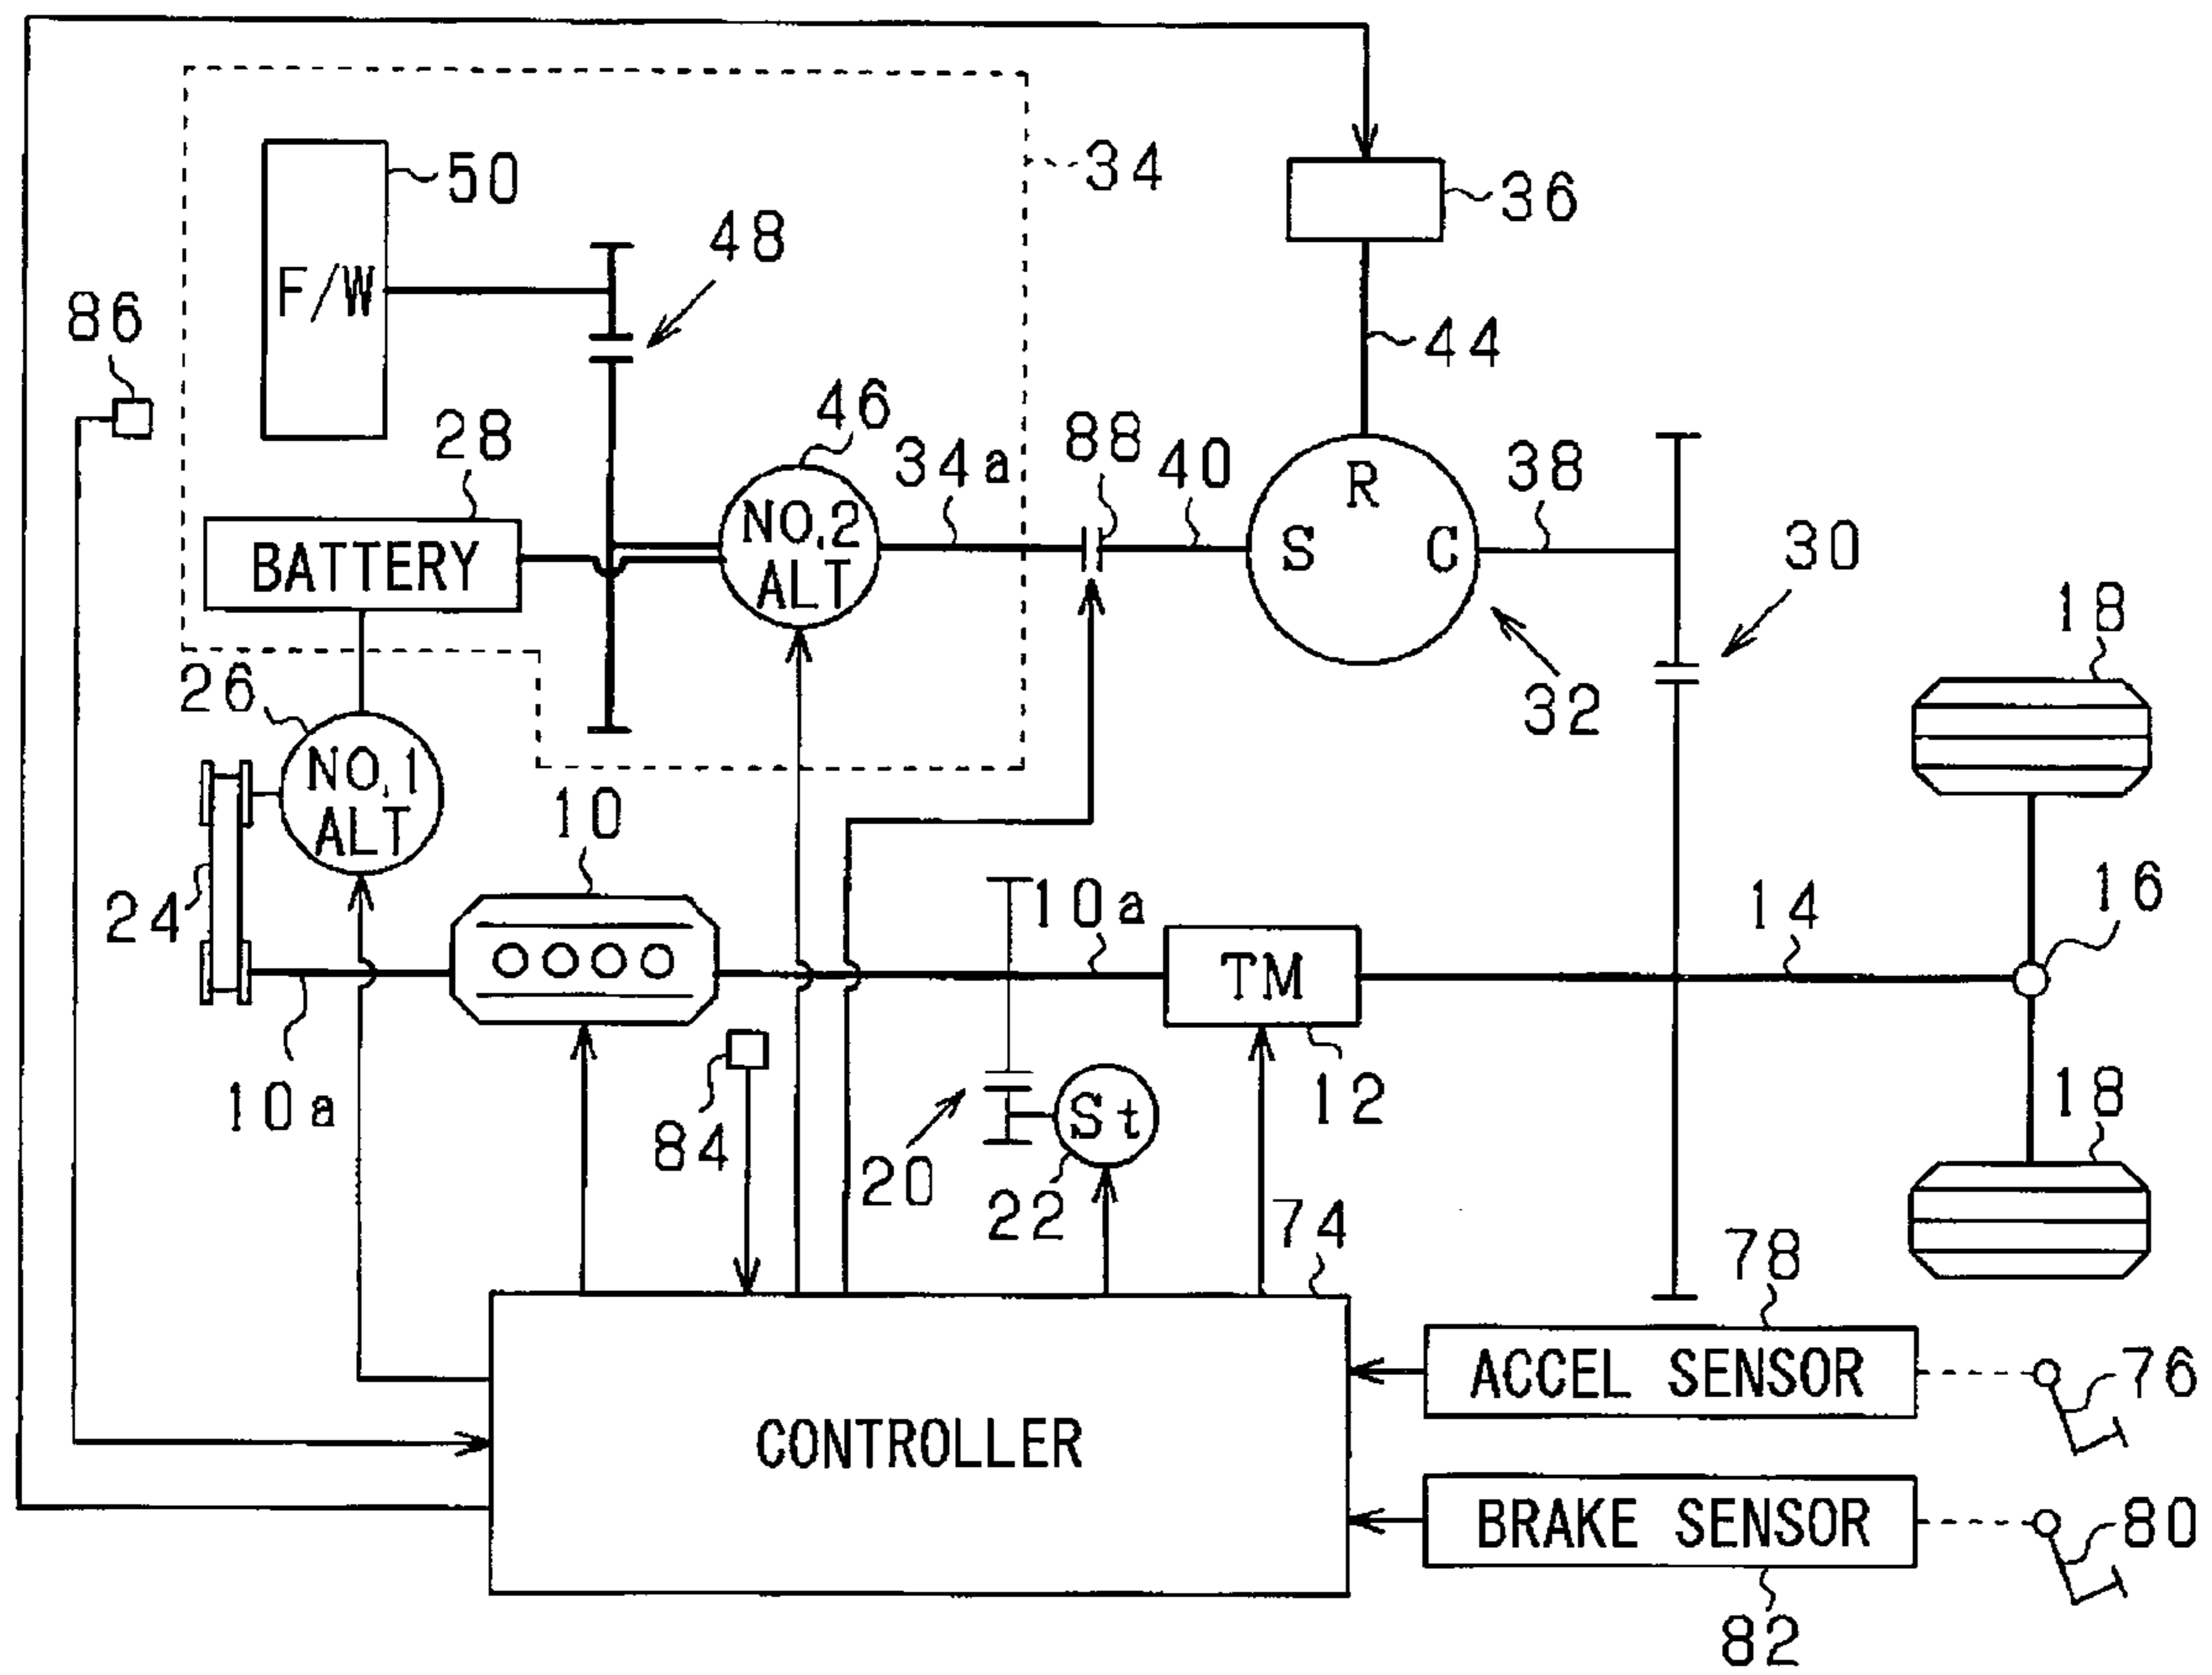 50
34
36
F/W
48
86
44
28
46
34a
88
40
38
30
R
S C
NO.2
ALT
BATTERY
18
26
32
NO.1
ALT
10
24
10a
14
16
TM
10a
84
20
St
22
12
18
74
78
ACCEL SENSOR
76
CONTROLLER
BRAKE SENSOR
80
82